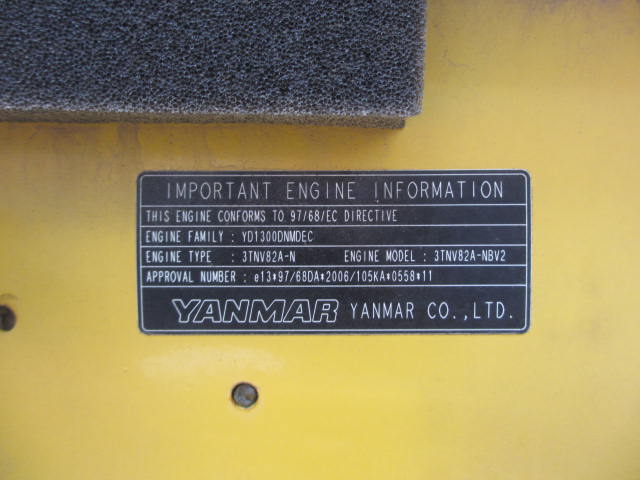 IMPORTANT ENGINE INFORMATION
THIS ENGINE CONFORMS TO 97/68/EC DIRECTIVE
ENGINE FAMILY : YD1300DNMDEC
ENGINE TYPE : 3TNV82A-N ENGINE MODEL : 3TNV82A-NBV2
APPROVAL NUMBER : e13*97/68DA*2006/105KA*0558*11
YANMAR YANMAR CO.,LTD.